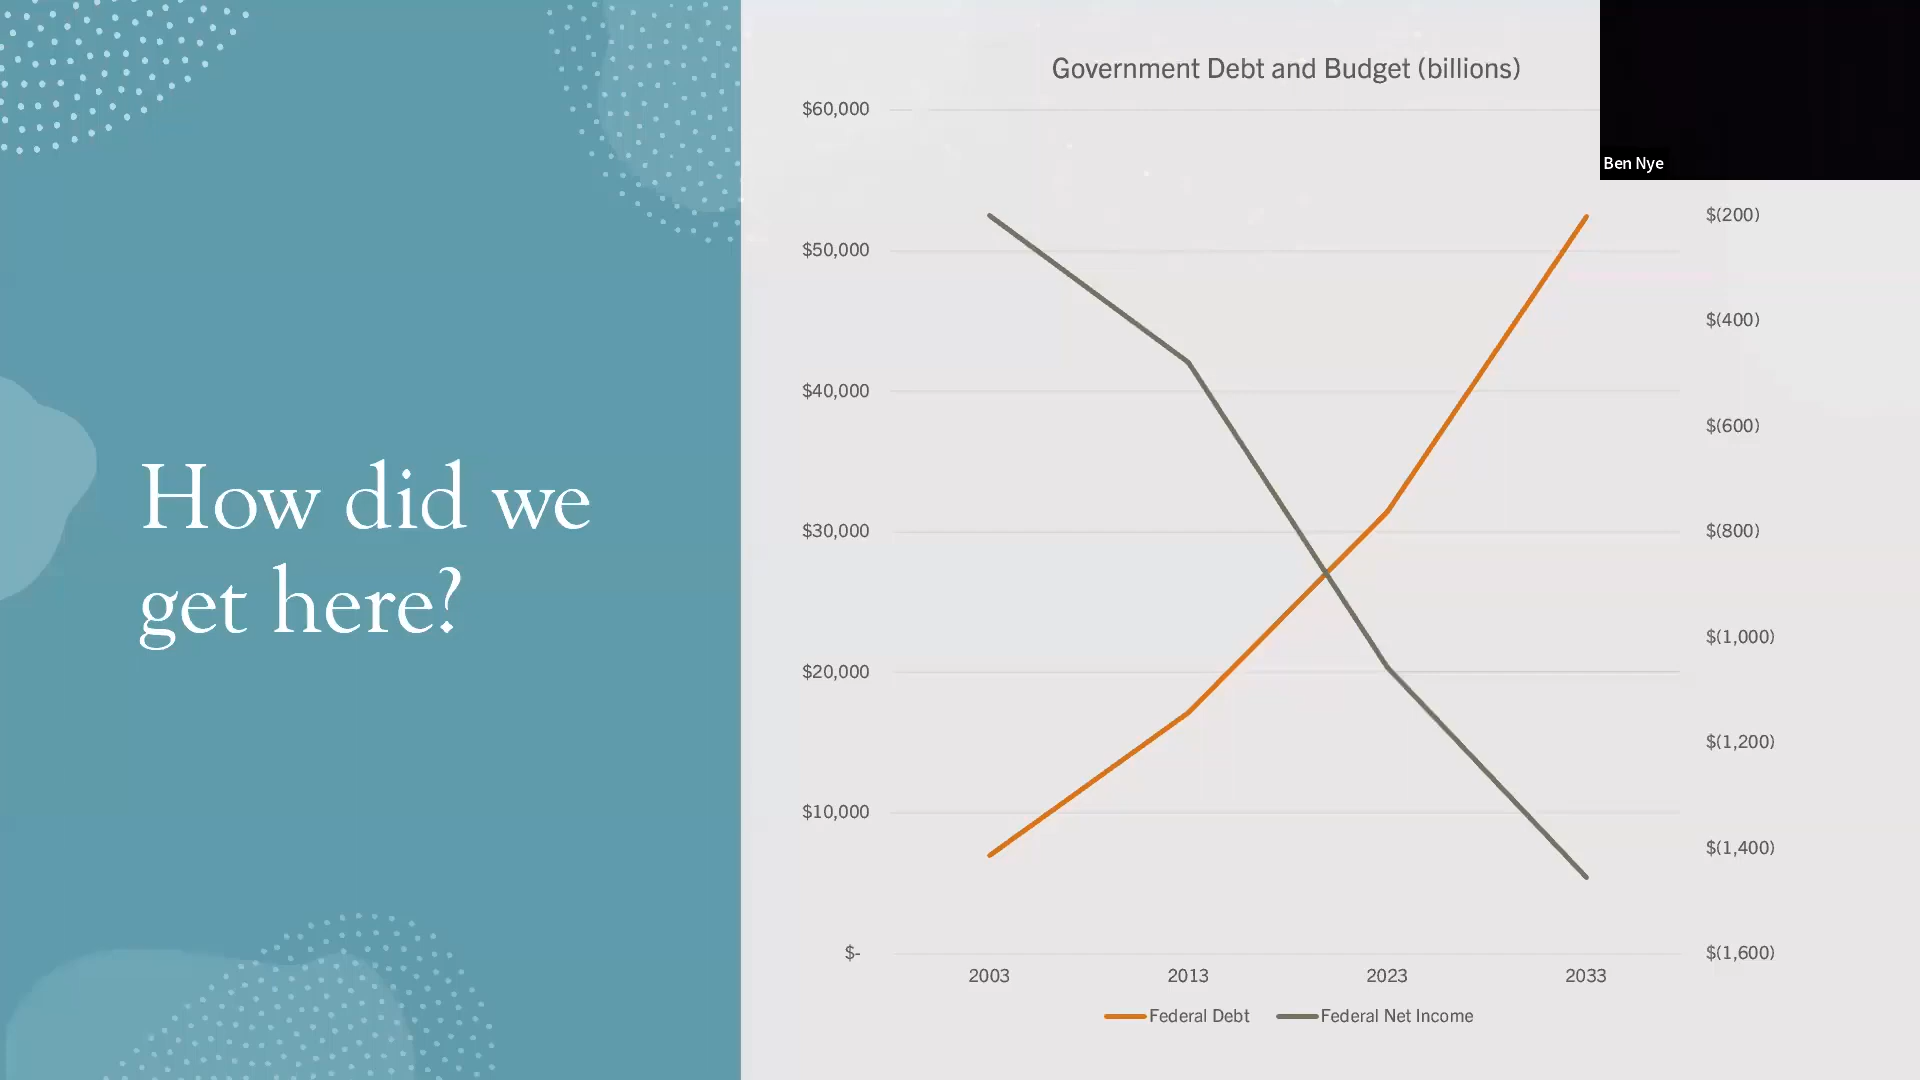 How did we
get here?
Government Debt and Budget (billions)
Ben Nye
$60,000
$50,000
$40,000
$30,000
$20,000
$10,000
$-
$(200)
$(400)
$(600)
$(800)
$(1,000)
$(1,200)
$(1,400)
$(1,600)
2003 2013 2023 2033
Federal Debt Federal Net Income